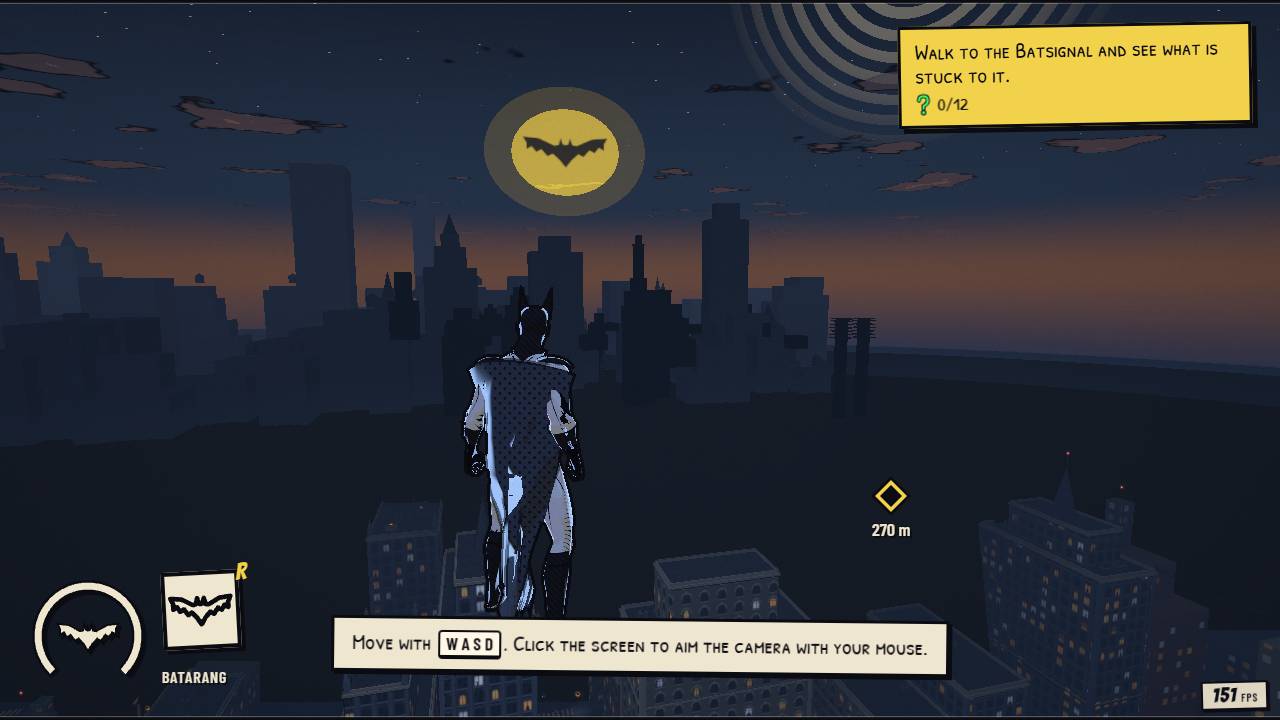 Walk to the Batsignal and see what is
stuck to it.
? 0/12
270 m
R
BATARANG
Move with WASD. Click the screen to aim the camera with your mouse.
151 FPS